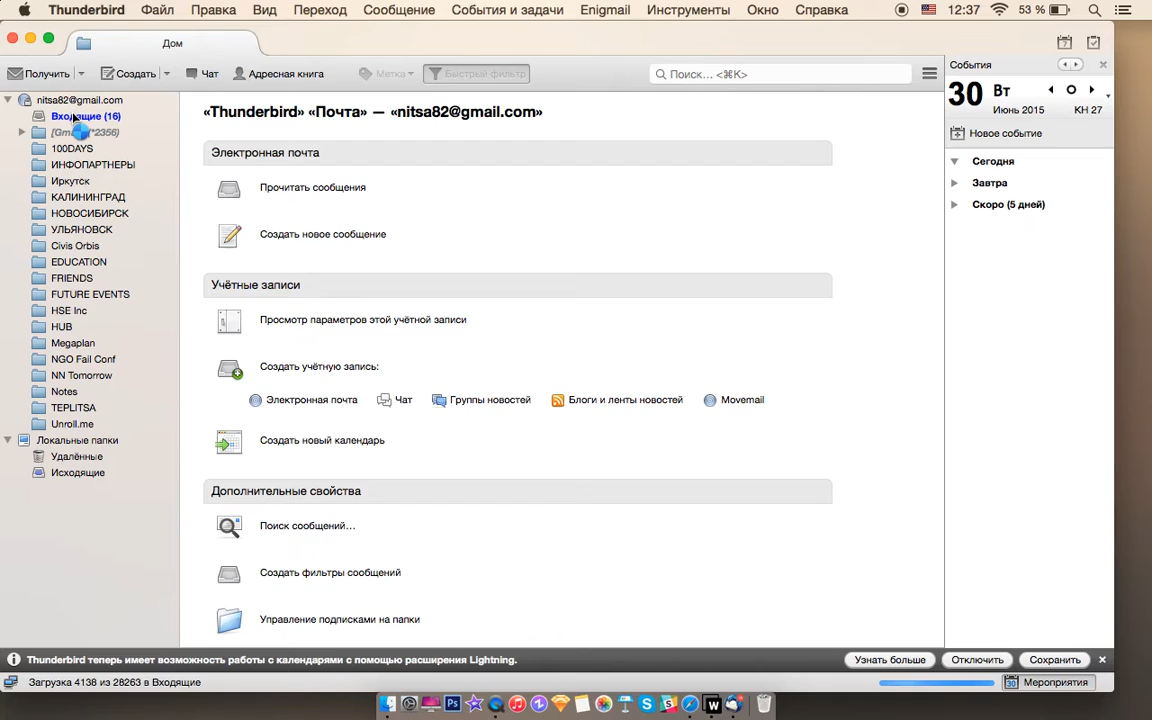 Thunderbird Файл Правка Вид Переход Сообщение События и задачи Enigmail Инструменты Окно Справка 12:37 53 %
Дом
Получить Создать Чат Адресная книга Метка Быстрый фильтр Поиск... <⌘K>
nitsa82@gmail.com
Входящие (16)
100DAYS
ИНФОПАРТНЕРЫ
Иркутск
КАЛИНИНГРАД
НОВОСИБИРСК
УЛЬЯНОВСК
Civis Orbis
EDUCATION
FRIENDS
FUTURE EVENTS
HSE Inc
HUB
Megaplan
NGO Fail Conf
NN Tomorrow
Notes
TEPLITSA
Unroll.me
Локальные папки
Удалённые
Исходящие
«Thunderbird» «Почта» — «nitsa82@gmail.com»
Электронная почта
Прочитать сообщения
Создать новое сообщение
Учётные записи
Просмотр параметров этой учётной записи
Создать учётную запись:
Электронная почта Чат Группы новостей Блоги и ленты новостей Movemail
Создать новый календарь
Дополнительные свойства
Поиск сообщений…
Создать фильтры сообщений
Управление подписками на папки
События
30 Вт
Июнь 2015 КН 27
Новое событие
Сегодня
Завтра
Скоро (5 дней)
Thunderbird теперь имеет возможность работы с календарями с помощью расширения Lightning. Узнать больше Отключить Сохранить
Загрузка 4138 из 28263 в Входящие 30 Мероприятия